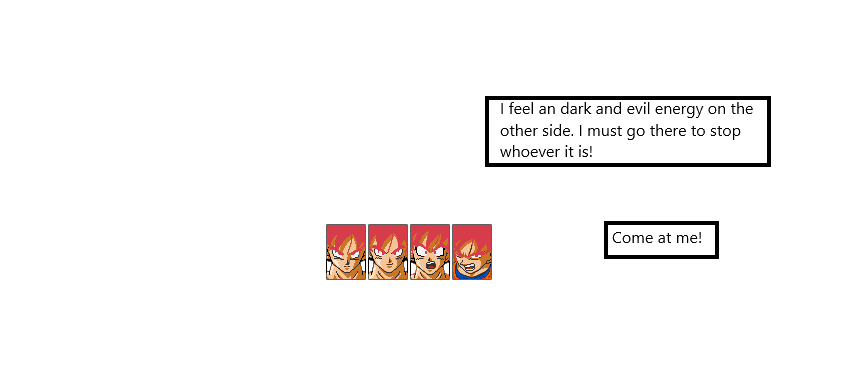 I feel an dark and evil energy on the
other side. I must go there to stop
whoever it is!
Come at me!